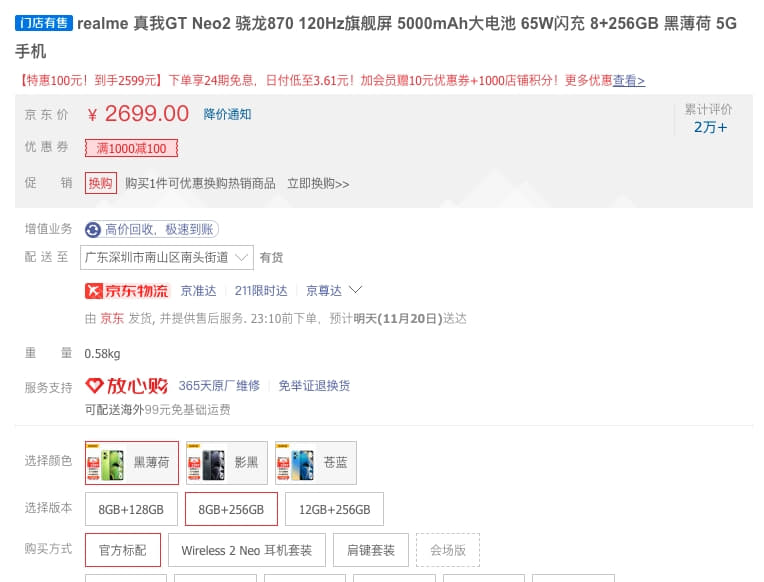 门店有售 realme 真我GT Neo2 骁龙870 120Hz旗舰屏 5000mAh大电池 65W闪充 8+256GB 黑薄荷 5G
手机
【特惠100元！到手2599元】下单享24期免息，日付低至3.61元！加会员赠10元优惠券+1000店铺积分！更多优惠查看>
京东价 ¥ 2699.00 降价通知
累计评价
2万+
优惠券 满1000减100
促销 换购 购买1件可优惠换购热销商品 立即换购>>
增值业务 高价回收，极速到账
配送至 广东深圳市南山区南头街道 有货
京东物流 京准达 211限时达 京尊达
由 京东 发货, 并提供售后服务. 23:10前下单，预计明天(11月20日)送达
重量 0.58kg
服务支持 放心购 365天原厂维修 免举证退换货
可配送海外99元免基础运费
选择颜色 黑薄荷 影黑 苍蓝
选择版本 8GB+128GB 8GB+256GB 12GB+256GB
购买方式 官方标配 Wireless 2 Neo 耳机套装 肩键套装 会场版